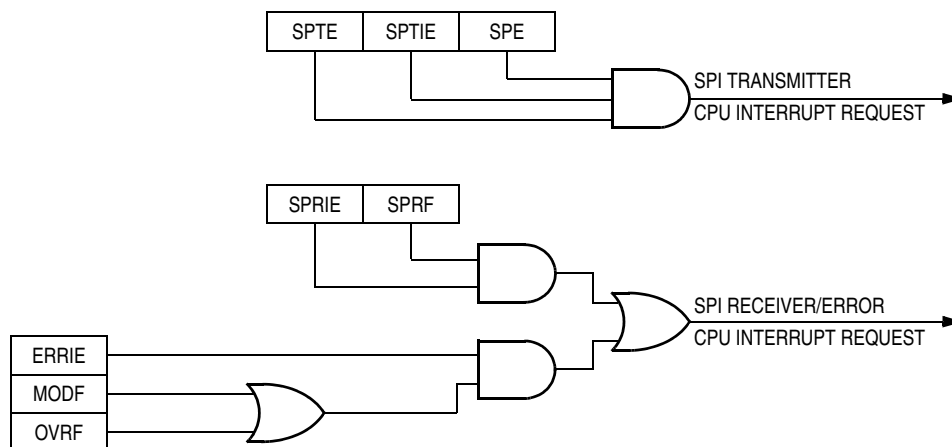 SPTE SPTIE SPE
SPI TRANSMITTER
CPU INTERRUPT REQUEST
SPRIE SPRF
SPI RECEIVER/ERROR
CPU INTERRUPT REQUEST
ERRIE
MODF
OVRF